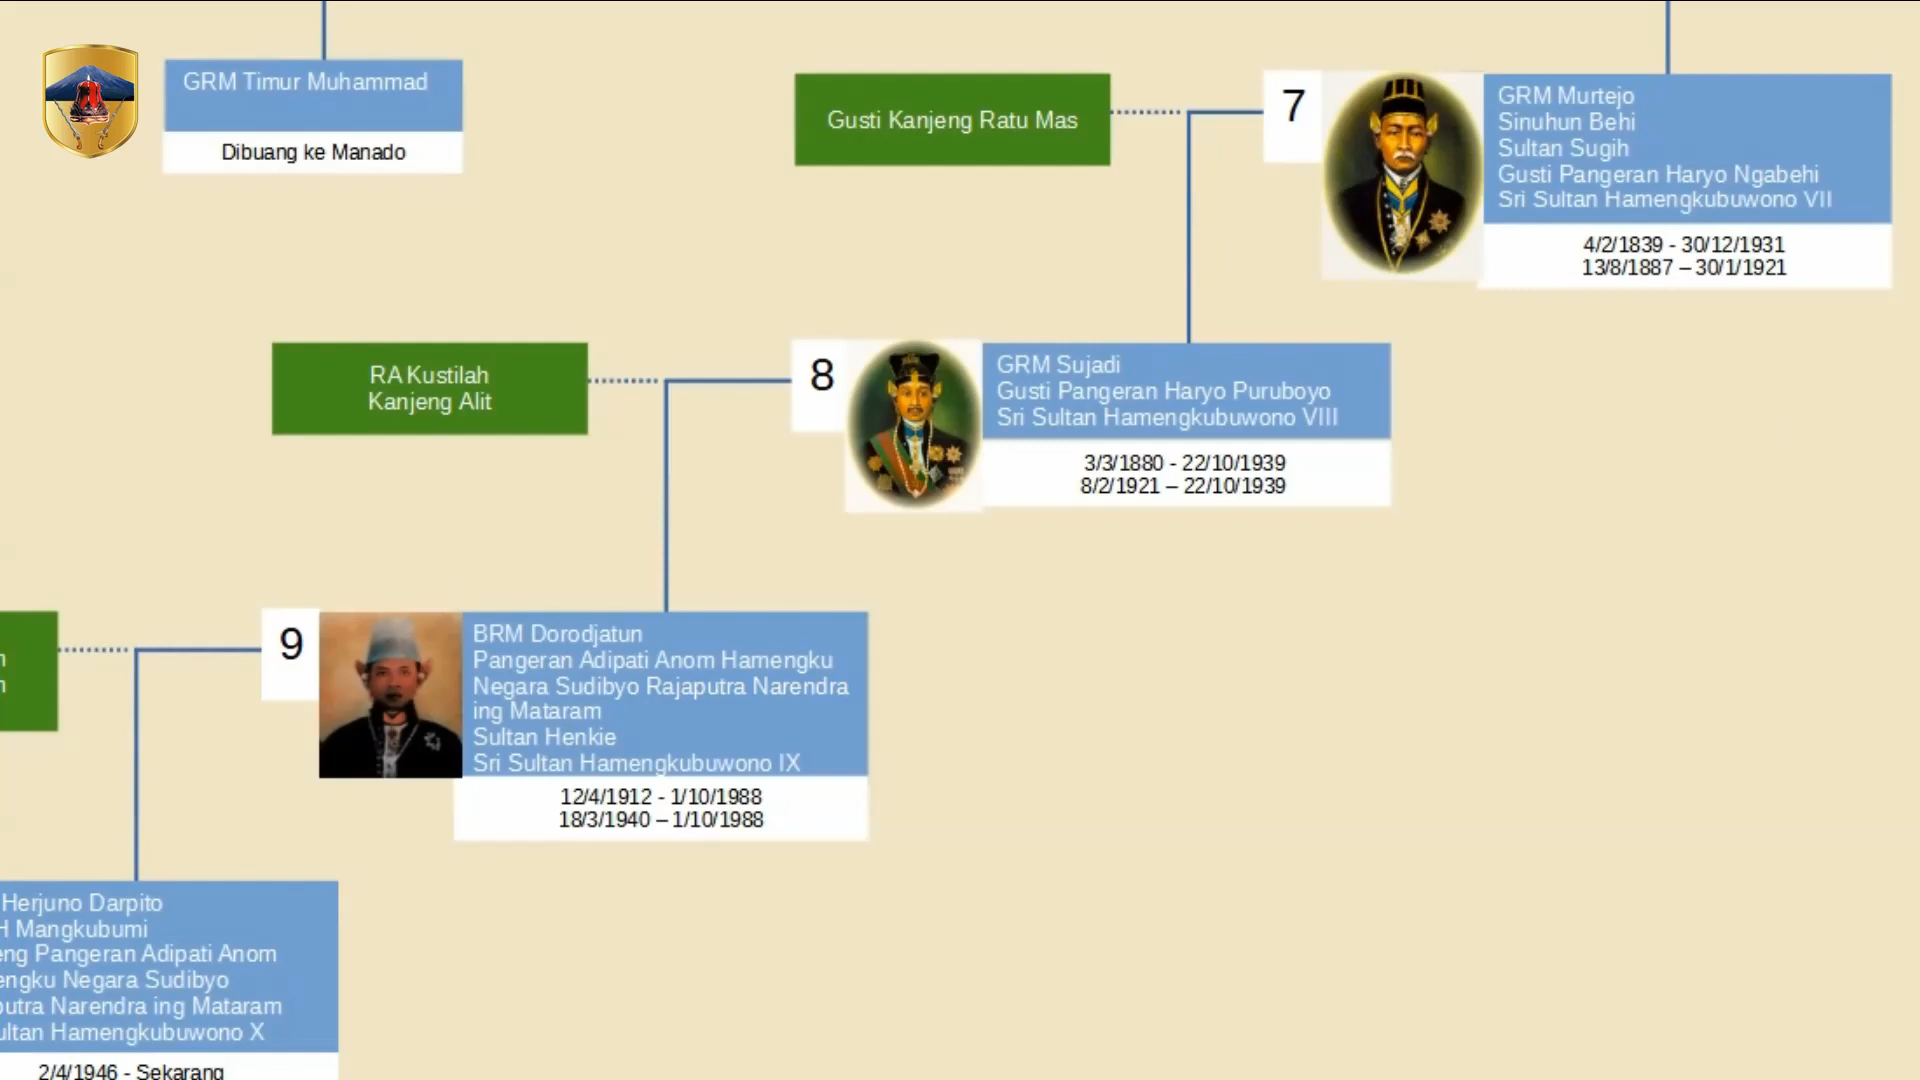 GRM Timur Muhammad
Dibuang ke Manado
Gusti Kanjeng Ratu Mas
7
GRM Murtejo
Sinuhun Behi
Sultan Sugih
Gusti Pangeran Haryo Ngabehi
Sri Sultan Hamengkubuwono VII
4/2/1839 - 30/12/1931
13/8/1887 – 30/1/1921
RA Kustilah
Kanjeng Alit
8
GRM Sujadi
Gusti Pangeran Haryo Puruboyo
Sri Sultan Hamengkubuwono VIII
3/3/1880 - 22/10/1939
8/2/1921 – 22/10/1939
9
BRM Dorodjatun
Pangeran Adipati Anom Hamengku
Negara Sudibyo Rajaputra Narendra
ing Mataram
Sultan Henkie
Sri Sultan Hamengkubuwono IX
12/4/1912 - 1/10/1988
18/3/1940 – 1/10/1988
Herjuno Darpito
Mangkubumi
Pangeran Adipati Anom
Negara Sudibyo
Narendra ing Mataram
Hamengkubuwono X
2/4/1946 - Sekarang